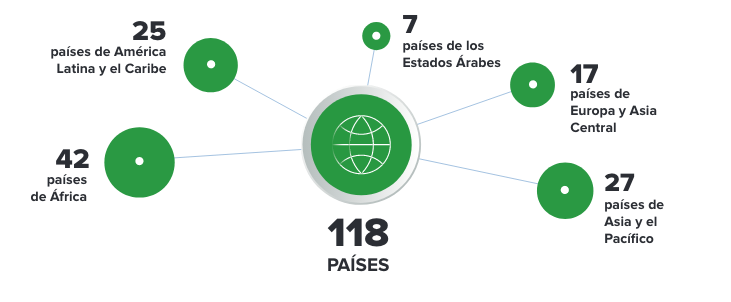 25
países de América
Latina y el Caribe
7
países de los
Estados Árabes
17
países de
Europa y Asia
Central
42
países
de África
27
países de
Asia y el
Pacífico
118
PAÍSES